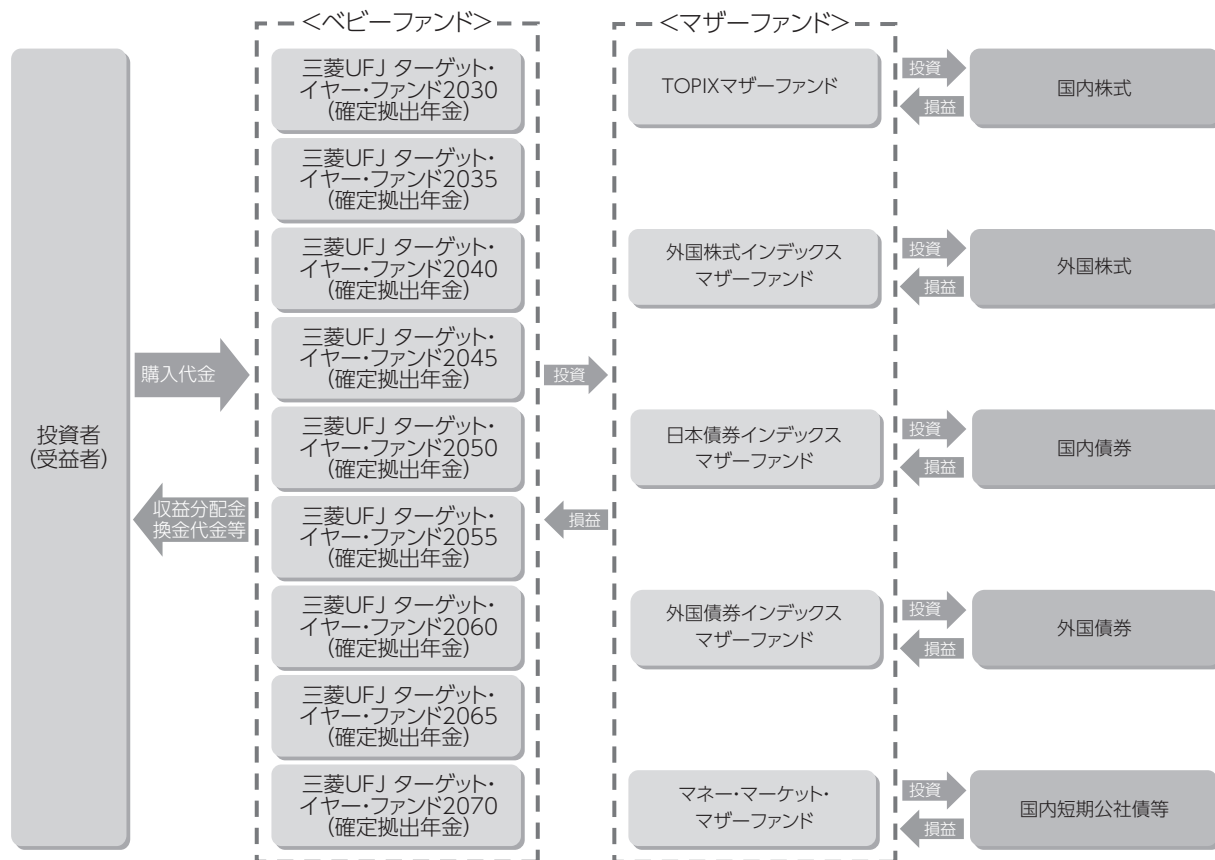 <ベビーファンド>
<マザーファンド>
投資者
(受益者)
購入代金
収益分配金
換金代金等
三菱UFJ ターゲット・
イヤー・ファンド2030
(確定拠出年金)
三菱UFJ ターゲット・
イヤー・ファンド2035
(確定拠出年金)
三菱UFJ ターゲット・
イヤー・ファンド2040
(確定拠出年金)
三菱UFJ ターゲット・
イヤー・ファンド2045
(確定拠出年金)
三菱UFJ ターゲット・
イヤー・ファンド2050
(確定拠出年金)
三菱UFJ ターゲット・
イヤー・ファンド2055
(確定拠出年金)
三菱UFJ ターゲット・
イヤー・ファンド2060
(確定拠出年金)
三菱UFJ ターゲット・
イヤー・ファンド2065
(確定拠出年金)
三菱UFJ ターゲット・
イヤー・ファンド2070
(確定拠出年金)
投資
損益
TOPIXマザーファンド
投資
損益
国内株式
外国株式インデックス
マザーファンド
投資
損益
外国株式
日本債券インデックス
マザーファンド
投資
損益
国内債券
外国債券インデックス
マザーファンド
投資
損益
外国債券
マネー・マーケット・
マザーファンド
投資
損益
国内短期公社債等